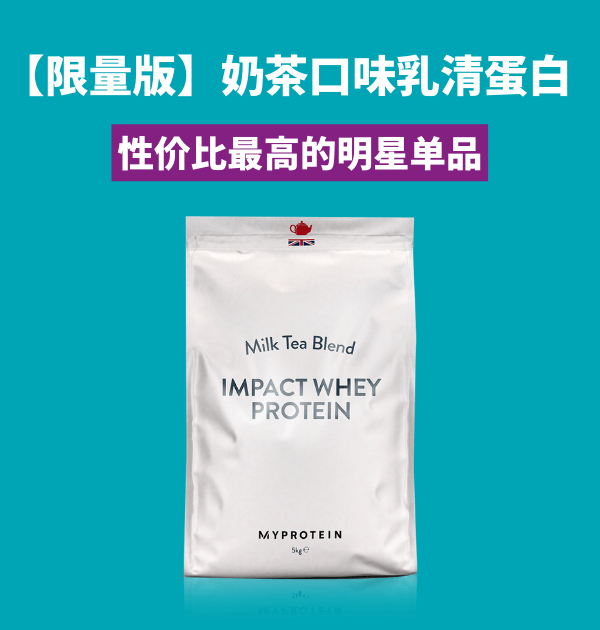 【限量版】奶茶口味乳清蛋白
性价比最高的明星单品
Milk Tea Blend
IMPACT WHEY
PROTEIN
MYPROTEIN
5kg℮